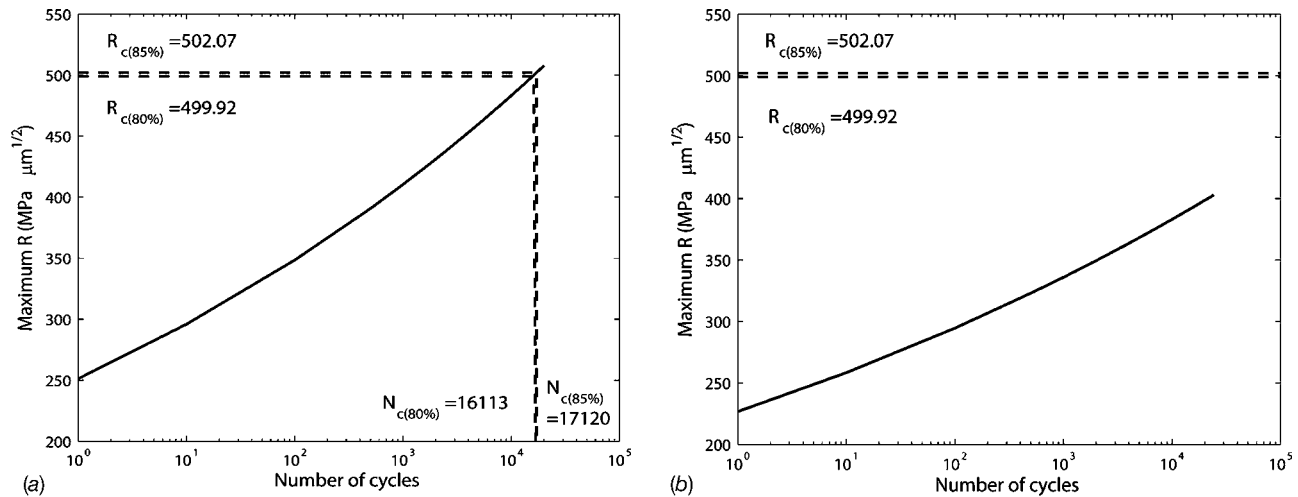 550
R c(85%) =502.07
500
R c(80%) =499.92
450
400
350
300
250
200
Maximum R (MPa μm^1/2)
N c(80%) =16113
N c(85%)
=17120
10^0 10^1 10^2 10^3 10^4 10^5
(a) Number of cycles
550
R c(85%) =502.07
500
R c(80%) =499.92
450
400
350
300
250
200
Maximum R (MPa μm^1/2)
10^0 10^1 10^2 10^3 10^4 10^5
(b) Number of cycles